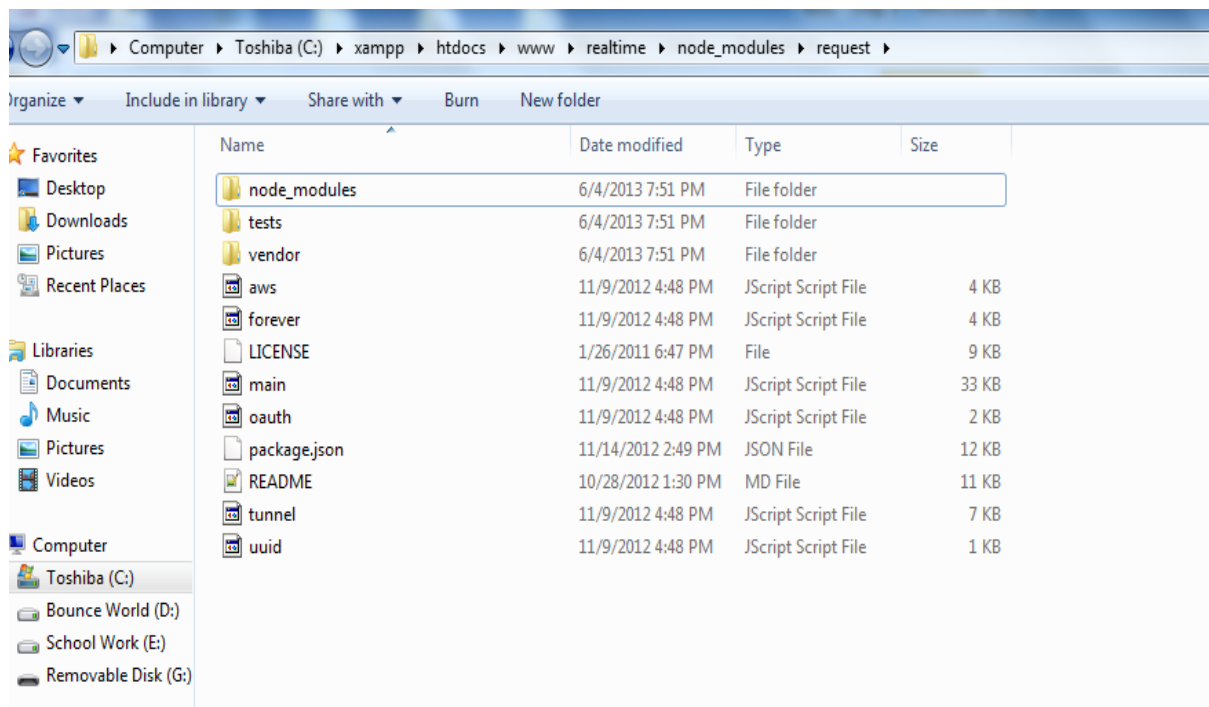 Computer Toshiba (C:) xampp htdocs www realtime node_modules request
Organize Include in library Share with Burn New folder
Favorites
Desktop
Downloads
Pictures
Recent Places
Libraries
Documents
Music
Pictures
Videos
Computer
Toshiba (C:)
Bounce World (D:)
School Work (E:)
Removable Disk (G:)
Name Date modified Type Size
node_modules 6/4/2013 7:51 PM File folder
tests 6/4/2013 7:51 PM File folder
vendor 6/4/2013 7:51 PM File folder
aws 11/9/2012 4:48 PM JScript Script File 4 KB
forever 11/9/2012 4:48 PM JScript Script File 4 KB
LICENSE 1/26/2011 6:47 PM File 9 KB
main 11/9/2012 4:48 PM JScript Script File 33 KB
oauth 11/9/2012 4:48 PM JScript Script File 2 KB
package.json 11/14/2012 2:49 PM JSON File 12 KB
README 10/28/2012 1:30 PM MD File 11 KB
tunnel 11/9/2012 4:48 PM JScript Script File 7 KB
uuid 11/9/2012 4:48 PM JScript Script File 1 KB